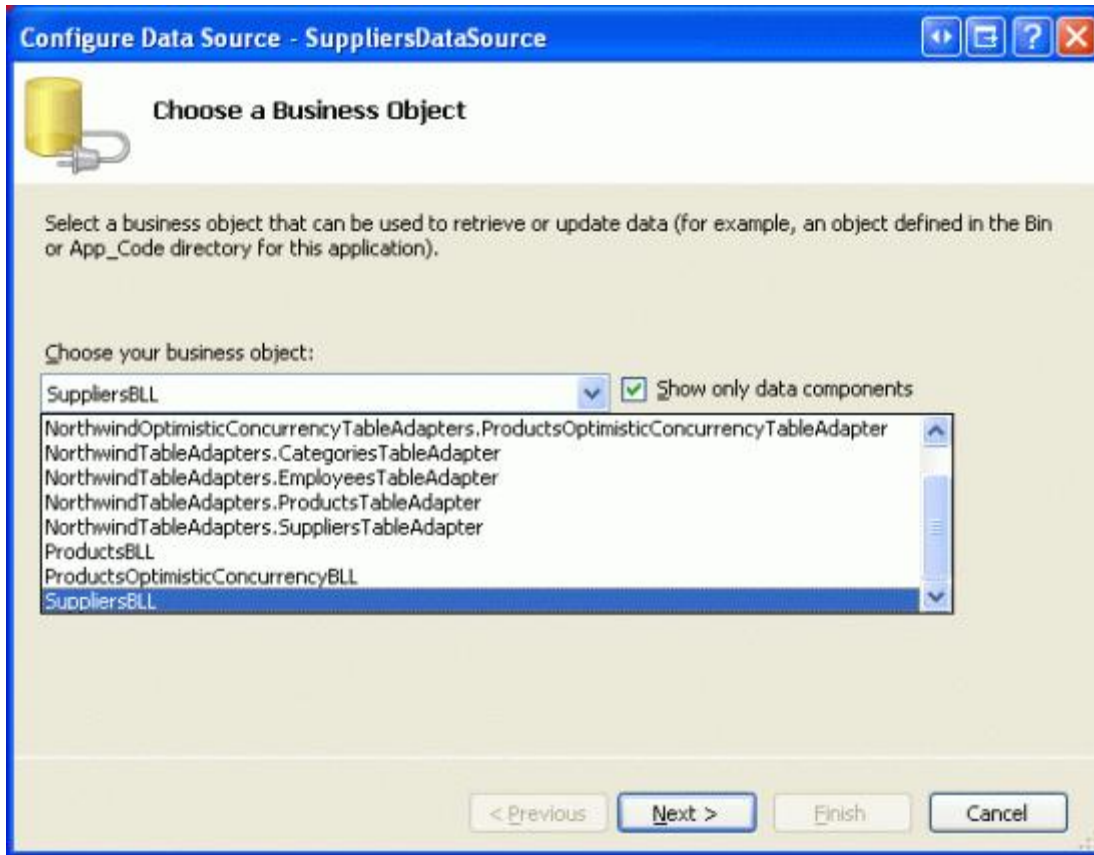 Configure Data Source - SuppliersDataSource
Choose a Business Object
Select a business object that can be used to retrieve or update data (for example, an object defined in the Bin
or App_Code directory for this application).
Choose your business object:
SuppliersBLL
Show only data components
NorthwindOptimisticConcurrencyTableAdapters.ProductsOptimisticConcurrencyTableAdapter
NorthwindTableAdapters.CategoriesTableAdapter
NorthwindTableAdapters.EmployeesTableAdapter
NorthwindTableAdapters.ProductsTableAdapter
NorthwindTableAdapters.SuppliersTableAdapter
ProductsBLL
ProductsOptimisticConcurrencyBLL
SuppliersBLL
< Previous Next > Finish Cancel